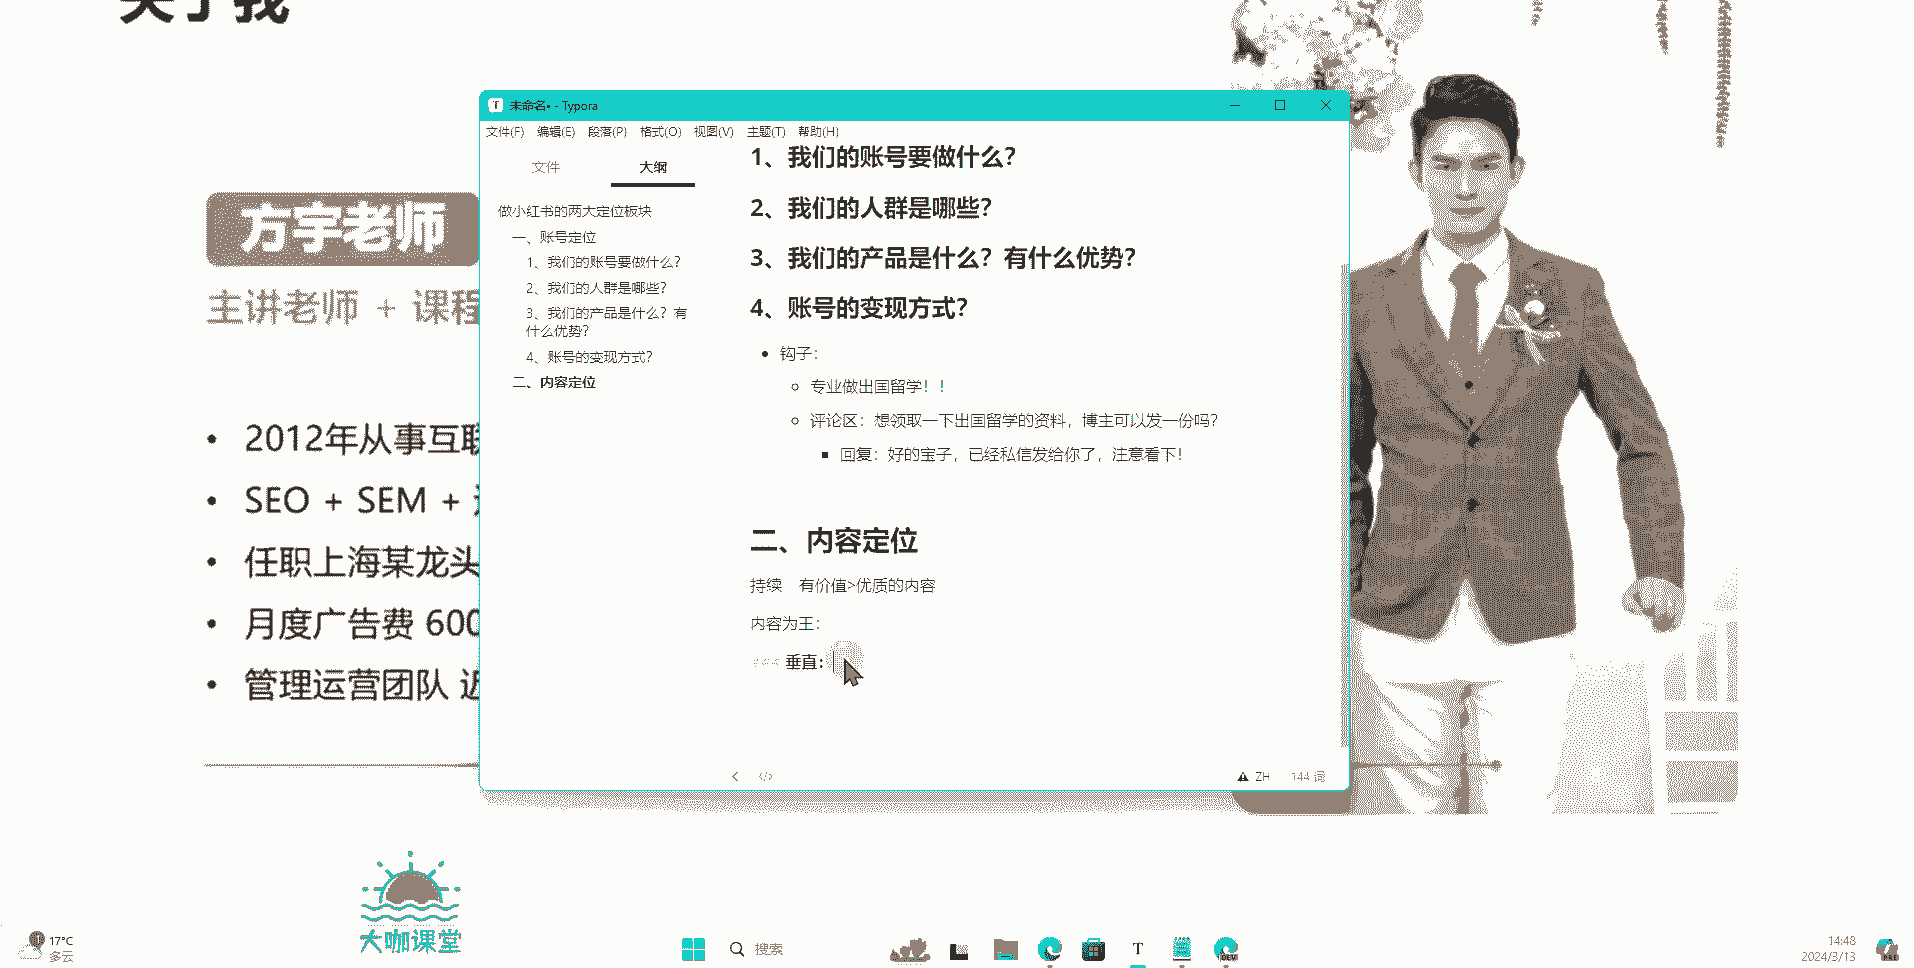 关于我
方宇老师
主讲老师 + 课程
2012年从事互联
SEO + SEM +
任职上海某龙头
月度广告费 600
管理运营团队 近
未命名• - Typora
文件(F) 编辑(E) 段落(P) 格式(O) 视图(V) 主题(T) 帮助(H)
文件 大纲
做小红书的两大定位板块
一、账号定位
1、我们的账号要做什么？
2、我们的人群是哪些？
3、我们的产品是什么？有
什么优势？
4、账号的变现方式？
二、内容定位
1、我们的账号要做什么？
2、我们的人群是哪些？
3、我们的产品是什么？有什么优势？
4、账号的变现方式？
钩子：
专业做出国留学！！
评论区：想领取一下出国留学的资料，博主可以发一份吗？
回复：好的宝子，已经私信发给你了，注意看下！
二、内容定位
持续 有价值>优质的内容
内容为王：
### 垂直：
ZH 144 词
大咖课堂
17°C
多云
搜索
14:48
2024/3/13